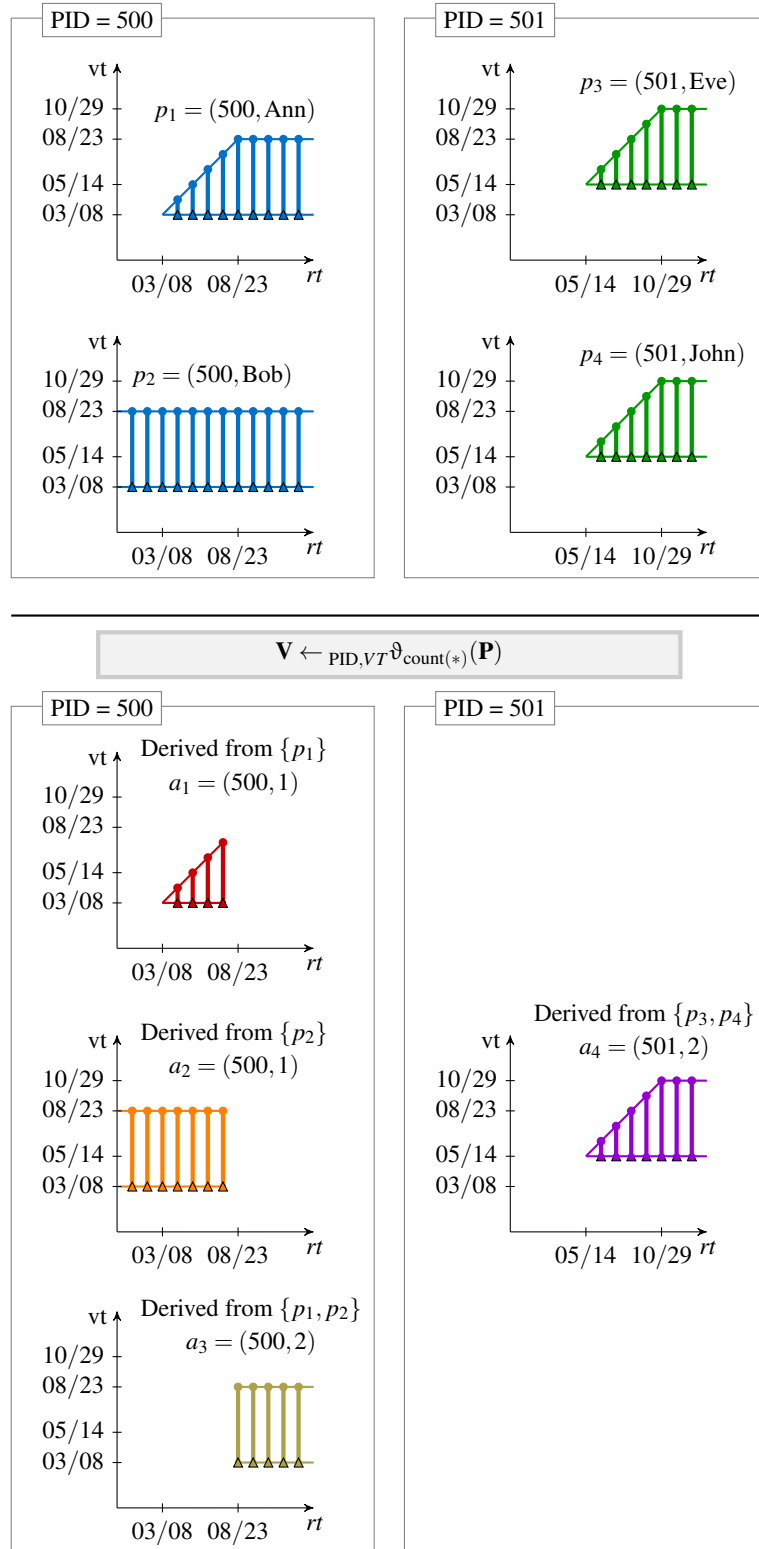 PID = 500
vt
10/29
08/23
05/14
03/08
p₁ = (500, Ann)
03/08 08/23
rt
vt
10/29
08/23
05/14
03/08
p₂ = (500, Bob)
03/08 08/23
rt
PID = 501
vt
10/29
08/23
05/14
03/08
p₃ = (501, Eve)
05/14 10/29
rt
vt
10/29
08/23
05/14
03/08
p₄ = (501, John)
05/14 10/29
rt
V ← PID,VT ϑcount(∗)(P)
PID = 500
Derived from {p₁}
a₁ = (500, 1)
vt
10/29
08/23
05/14
03/08
03/08 08/23
rt
Derived from {p₂}
a₂ = (500, 1)
vt
10/29
08/23
05/14
03/08
03/08 08/23
rt
Derived from {p₁, p₂}
a₃ = (500, 2)
vt
10/29
08/23
05/14
03/08
03/08 08/23
rt
PID = 501
Derived from {p₃, p₄}
a₄ = (501, 2)
vt
10/29
08/23
05/14
03/08
05/14 10/29
rt